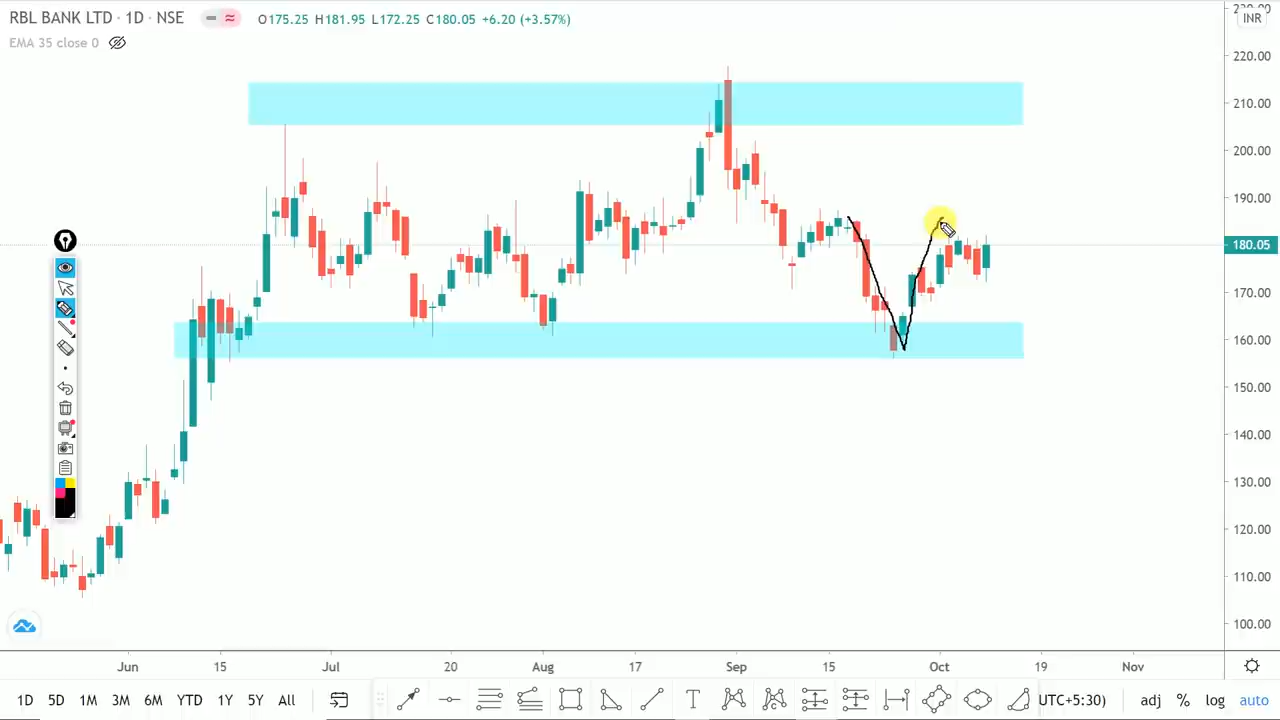 RBL BANK LTD · 1D · NSE O175.25 H181.95 L172.25 C180.05 +6.20 (+3.57%)
EMA 35 close 0
INR
220.00
210.00
200.00
190.00
180.05
170.00
160.00
150.00
140.00
130.00
120.00
110.00
100.00
Jun 15 Jul 20 Aug 17 Sep 15 Oct 19 Nov
1D 5D 1M 3M 6M YTD 1Y 5Y All UTC+5:30) adj % log auto